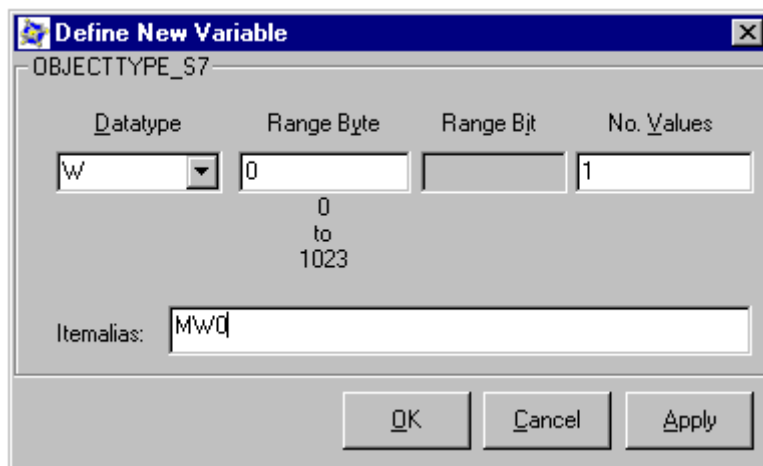 Define New Variable
OBJECTTYPE_S7
Datatype Range Byte Range Bit No. Values
W 0 1
0
to
1023
Itemalias: MW0
OK Cancel Apply